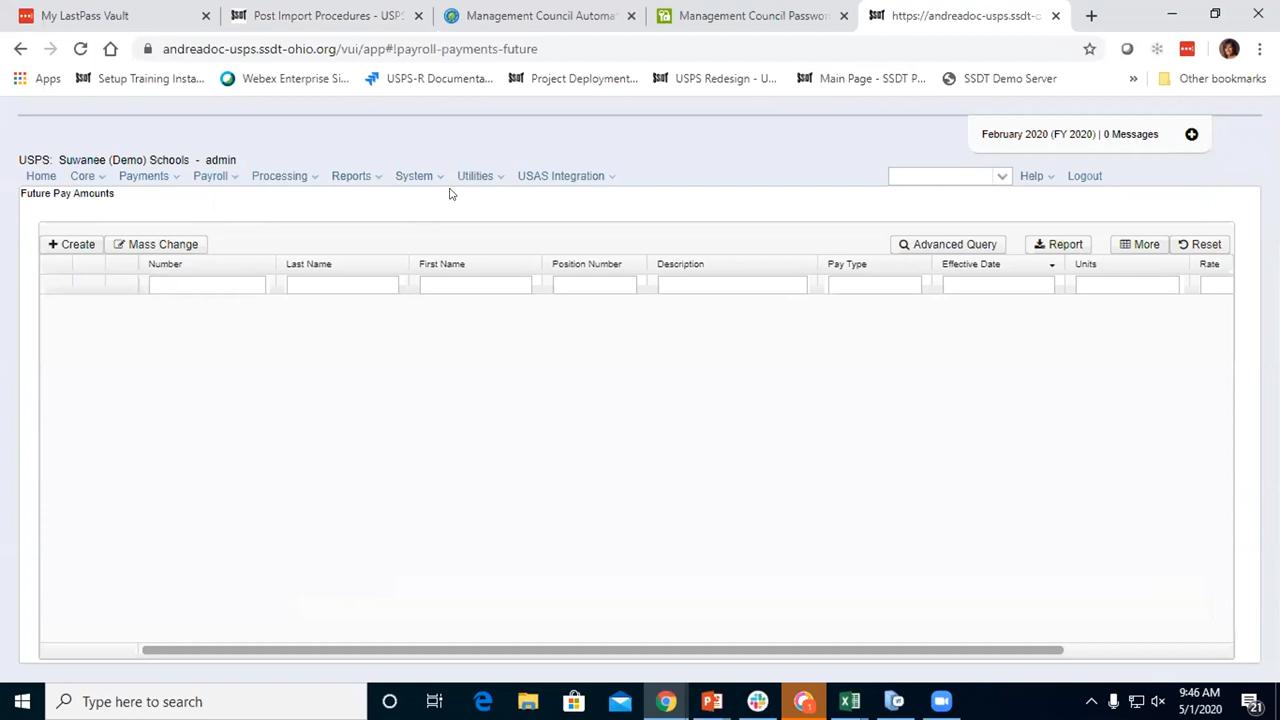 My LastPass Vault
Post Import Procedures - USPS
Management Council Automa
Management Council Passwor
https://andreadoc-usps.ssdt-o
andreadoc-usps.ssdt-ohio.org/vui/app#!payroll-payments-future
Apps
Setup Training Insta...
Webex Enterprise Si...
USPS-R Documenta...
Project Deployment...
USPS Redesign - U...
Main Page - SSDT P...
SSDT Demo Server
»
Other bookmarks
February 2020 (FY 2020) | 0 Messages
USPS: Suwanee (Demo) Schools - admin
Home Core Payments Payroll Processing Reports System Utilities USAS Integration Help Logout
Future Pay Amounts
+ Create Mass Change Advanced Query Report More Reset
Number Last Name First Name Position Number Description Pay Type Effective Date Units Rate
Type here to search
9:46 AM
5/1/2020
21